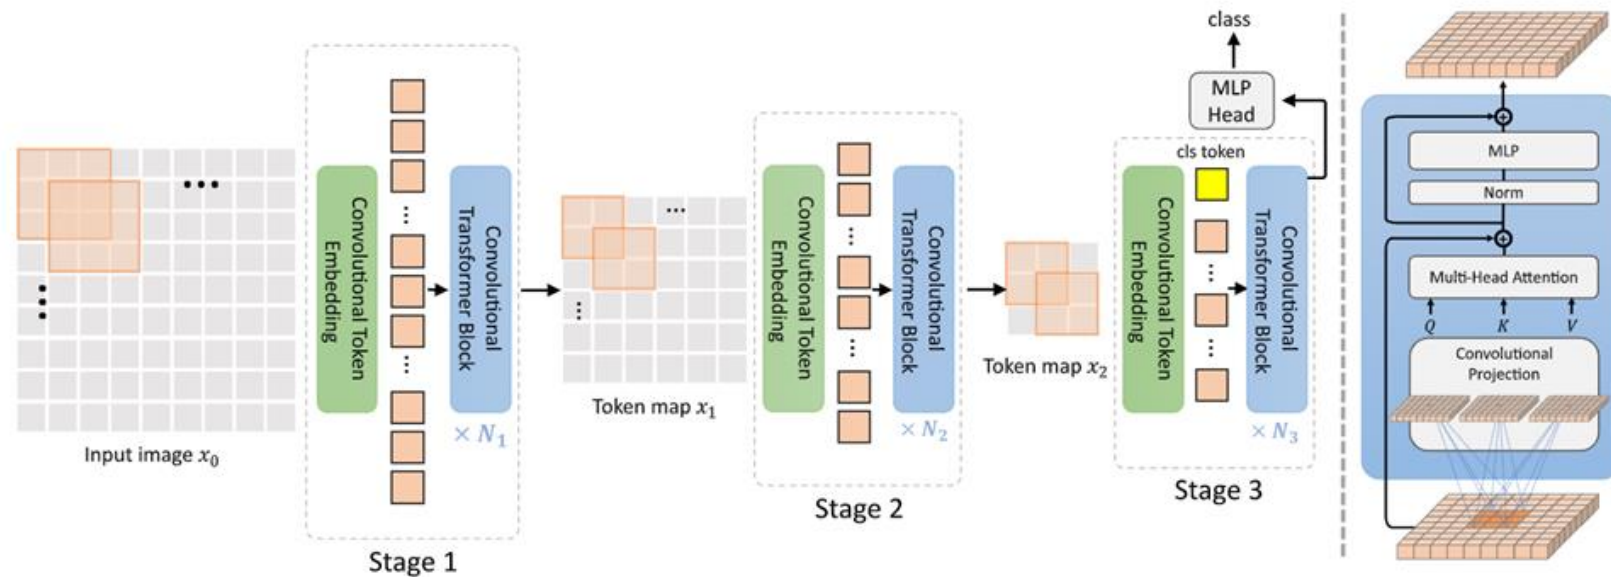 Input image x₀
Convolutional Token
Embedding
Convolutional
Transformer Block
× N₁
Stage 1
Token map x₁
Convolutional Token
Embedding
Convolutional
Transformer Block
× N₂
Stage 2
Token map x₂
class
MLP
Head
cls token
Convolutional Token
Embedding
Convolutional
Transformer Block
× N₃
Stage 3
MLP
Norm
Multi-Head Attention
Q K V
Convolutional
Projection